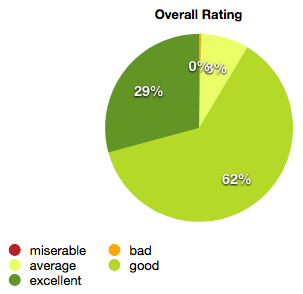 Overall Rating
0%
8%
29%
62%
miserable
bad
average
good
excellent